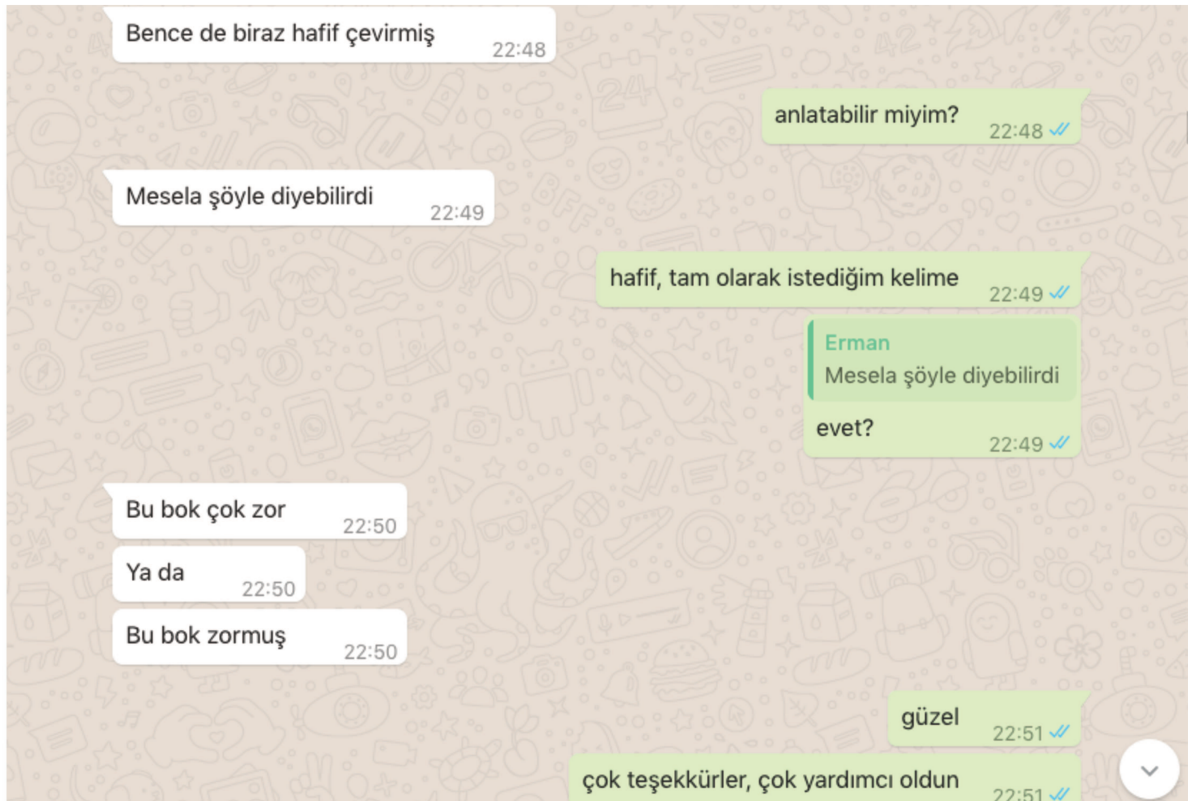 Bence de biraz hafif çevirmiş
22:48
anlatabilir miyim?
22:48
Mesela şöyle diyebilirdi
22:49
hafif, tam olarak istediğim kelime
22:49
Erman
Mesela şöyle diyebilirdi
evet?
22:49
Bu bok çok zor
22:50
Ya da
22:50
Bu bok zormuş
22:50
güzel
22:51
çok teşekkürler, çok yardımcı oldun
22:51